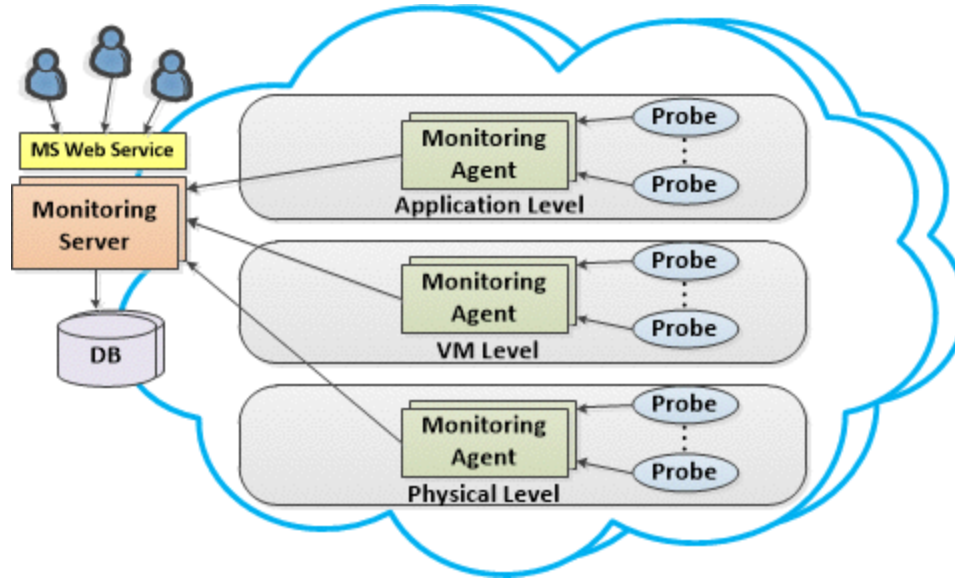 MS Web Service
Monitoring
Server
DB
Monitoring
Agent
Application Level
Probe
Probe
Monitoring
Agent
VM Level
Probe
Probe
Monitoring
Agent
Physical Level
Probe
Probe